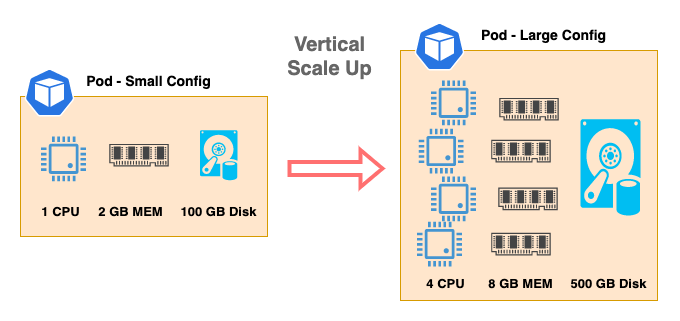 Vertical
Scale Up
Pod - Small Config
1 CPU
2 GB MEM
100 GB Disk
Pod - Large Config
4 CPU
8 GB MEM
500 GB Disk